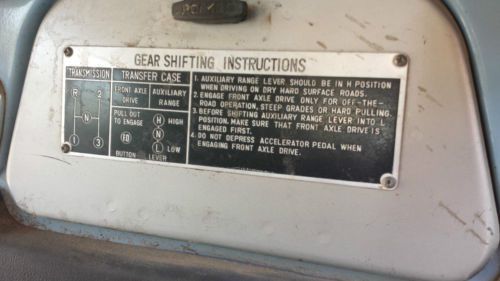 GEAR SHIFTING INSTRUCTIONS
TRANSMISSION
R 2
N
1 3
TRANSFER CASE
FRONT AXLE DRIVE
AUXILIARY RANGE
PULL OUT TO ENGAGE
BUTTON
H HIGH
N
L LOW
LEVER
1. AUXILIARY RANGE LEVER SHOULD BE IN H POSITION
WHEN DRIVING ON DRY HARD SURFACE ROADS.
2. ENGAGE FRONT AXLE DRIVE ONLY FOR OFF-THE-
ROAD OPERATION, STEEP GRADES OR HARD PULLING.
3. BEFORE SHIFTING AUXILIARY RANGE LEVER INTO L
POSITION, MAKE SURE THAT FRONT AXLE DRIVE IS
ENGAGED FIRST.
4. DO NOT DEPRESS ACCELERATOR PEDAL WHEN
ENGAGING FRONT AXLE DRIVE.